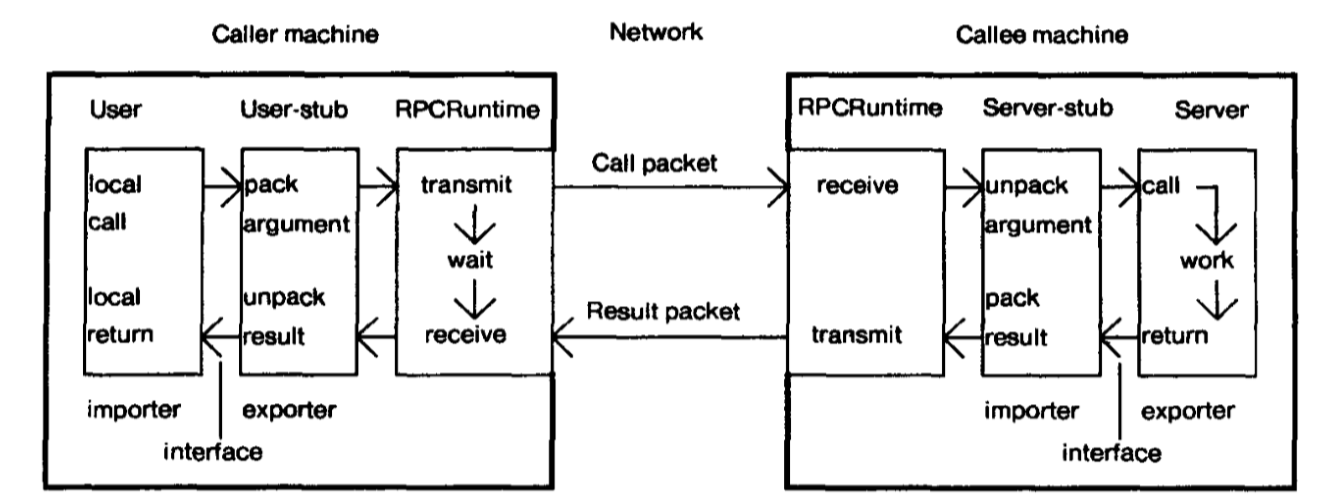 Caller machine Network Callee machine
User User-stub RPCRuntime RPCRuntime Server-stub Server
local pack transmit Call packet receive unpack call
call argument argument
wait work
local unpack pack
return result receive Result packet transmit result return
importer exporter importer exporter
interface interface